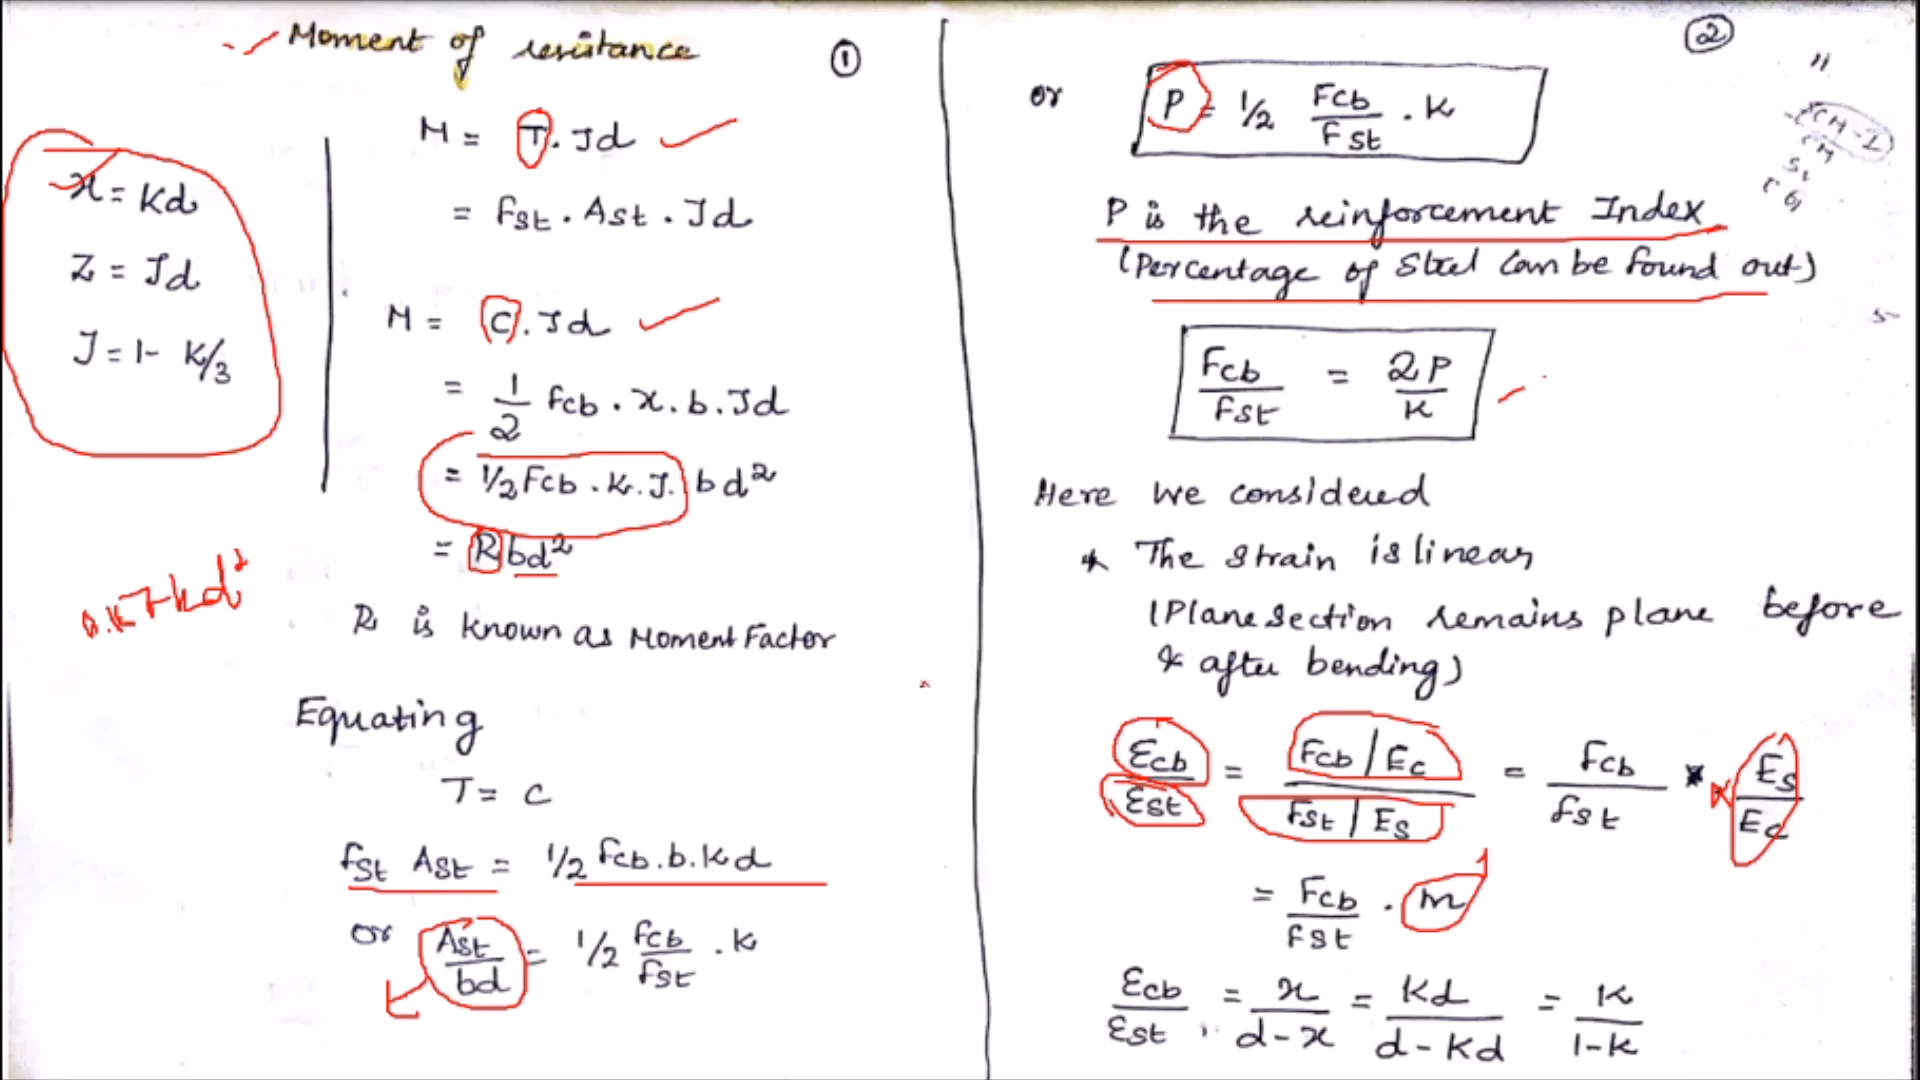 Moment of resistance
①
x = Kd
Z = Jd
J = 1 - K/3
M = T . Jd
= fst . Ast . Jd
M = C . Jd
= 1/2 fcb . x . b . Jd
= 1/2 Fcb . K . J . bd²
= R bd²
R is known as Moment Factor
Equating
T = C
fst Ast = 1/2 fcb . b . kd
or Ast/bd = 1/2 fcb/fst . k
②
or P = 1/2 Fcb/Fst . K
P is the reinforcement Index
(Percentage of Steel can be found out)
Fcb/Fst = 2P/K
Here we considered
* The strain is linear
(Plane section remains plane before
& after bending)
Ɛcb/Ɛst = Fcb | Ec / Fst | Es = Fcb/fst * Es/Ec
= Fcb/fst . m
Ɛcb/Ɛst = x/d-x = Kd/d-Kd = K/1-K